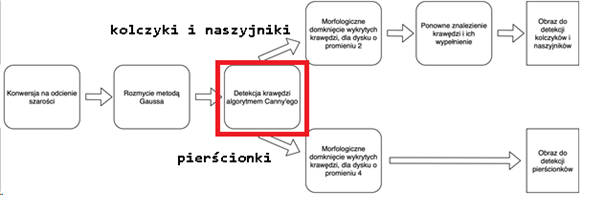 kolczyki i naszyjniki
Morfologiczne
domknięcie wykrytych
krawędzi, dla dysku o
promieniu 2
Ponowne znalezienie
krawędzi i ich
wypełnienie
Obraz do
detekcji
kolczyków i
naszyjników
Konwersja na odcienie
szarości
Rozmycie metodą
Gaussa
Detekcja krawędzi
algorytmem Canny'ego
pierścionki
Morfologiczne
domknięcie wykrytych
krawędzi, dla dysku o
promieniu 4
Obraz do
detekcji
pierścionków